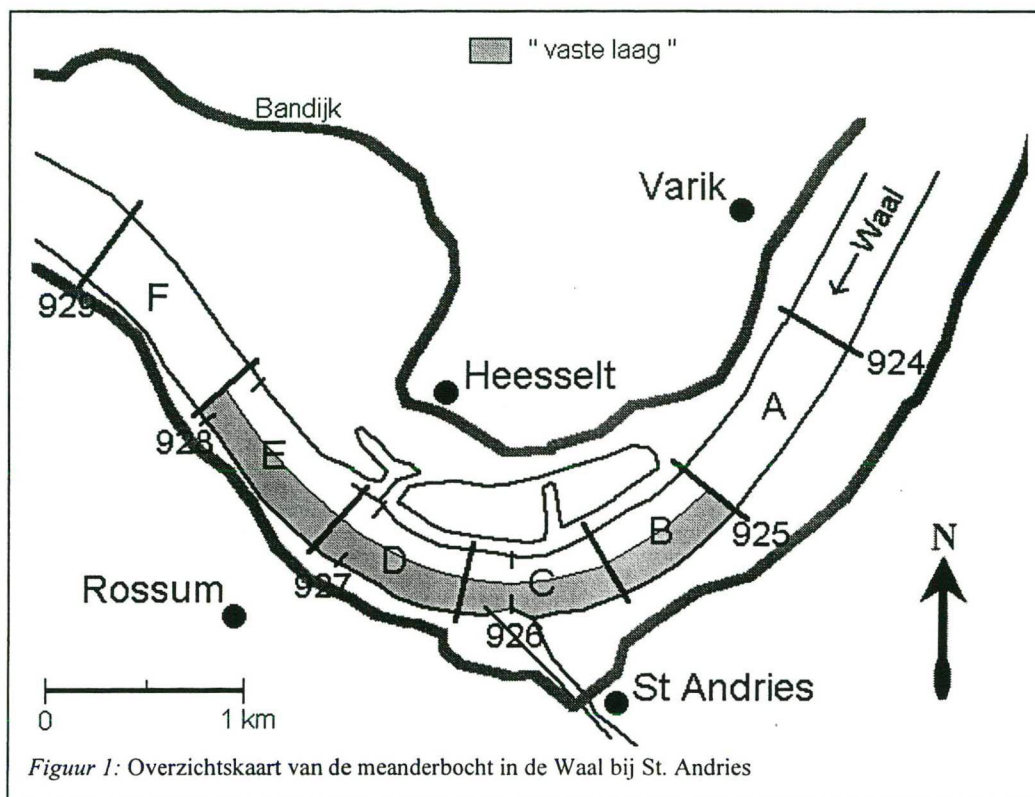 " vaste laag "
Bandijk
Varik
Waal
929
F
Heesselt
924
A
928
E
B
925
N
D
C
927
926
Rossum
St Andries
0
1 km
Figuur 1: Overzichtskaart van de meanderbocht in de Waal bij St. Andries